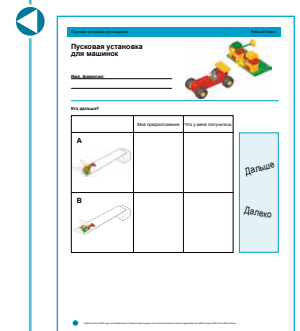 Пусковая установка для машинок
Рабочий бланк
Пусковая установка
для машинок
Имя, фамилия:
Кто дальше?
Мое предположение
Что у меня получилось
A
B
Дальше
Далеко